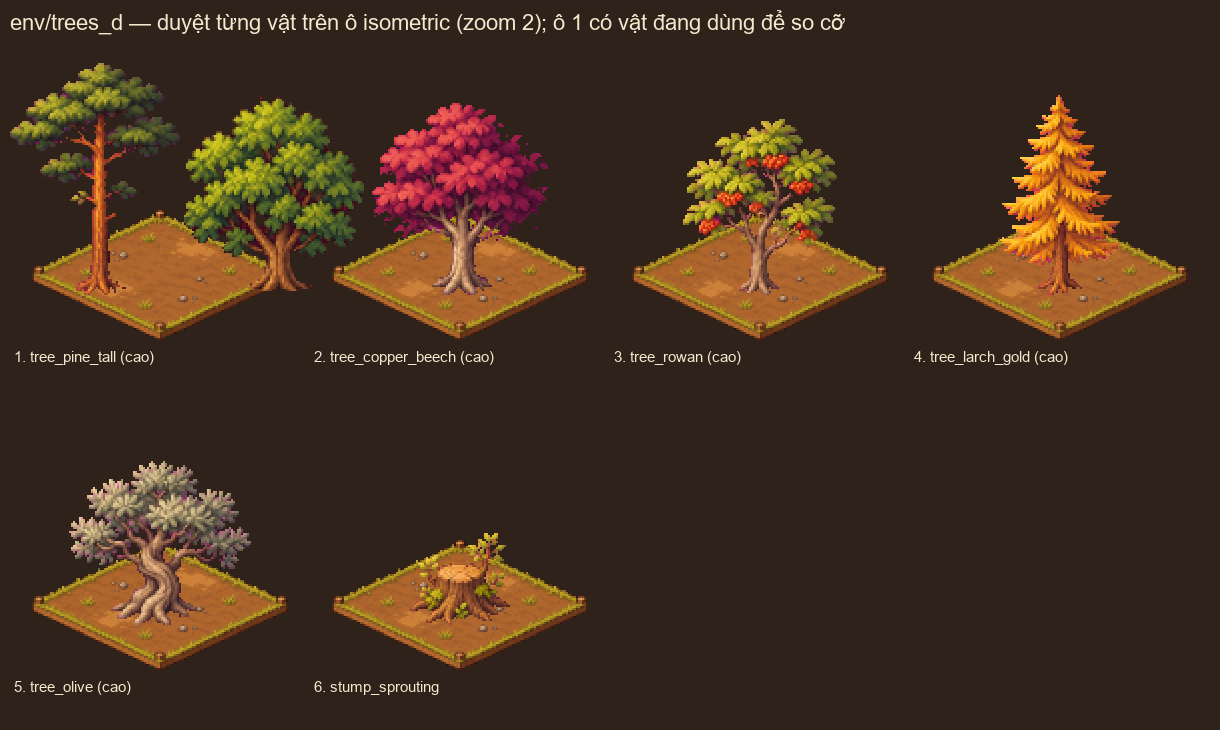 env/trees_d — duyệt từng vật trên ô isometric (zoom 2); ô 1 có vật đang dùng để so cỡ
1. tree_pine_tall (cao)
2. tree_copper_beech (cao)
3. tree_rowan (cao)
4. tree_larch_gold (cao)
5. tree_olive (cao)
6. stump_sprouting